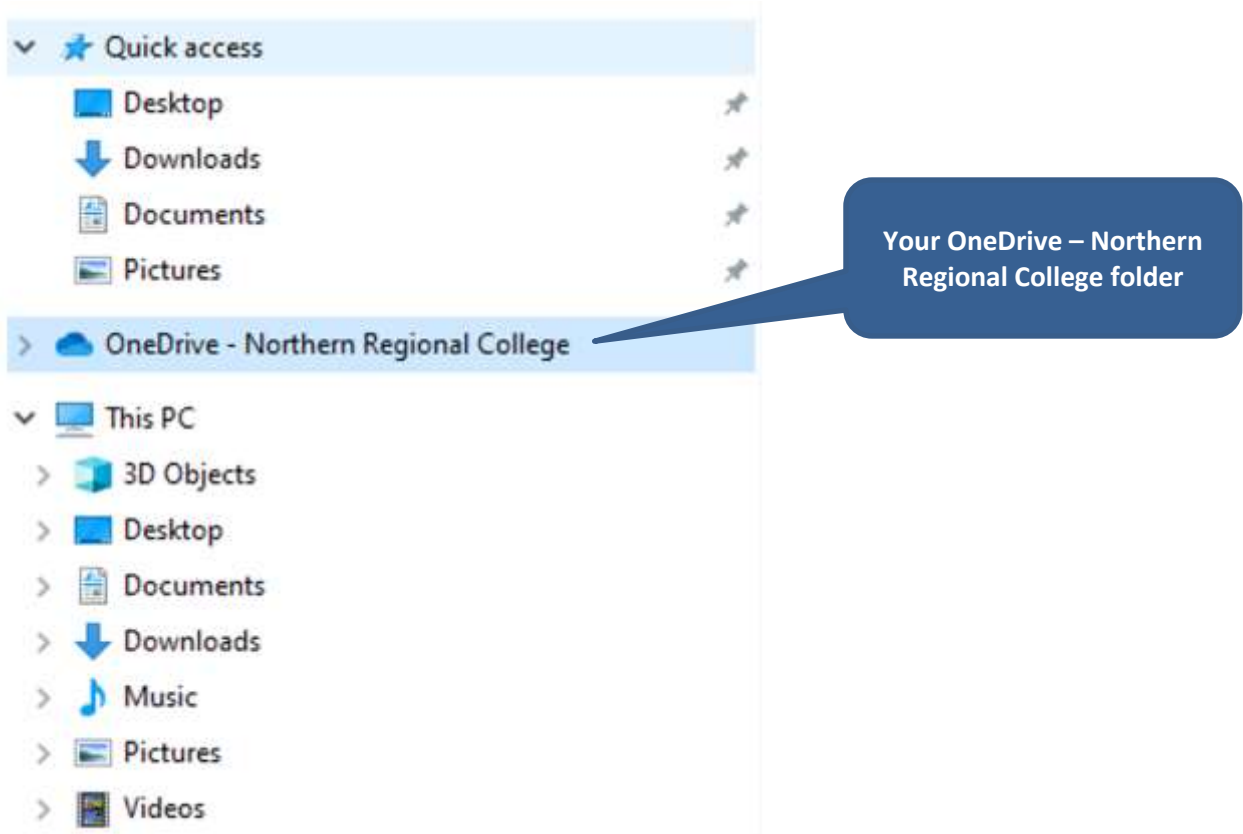 Quick access
Desktop
Downloads
Documents
Pictures
Your OneDrive – Northern
Regional College folder
OneDrive - Northern Regional College
This PC
3D Objects
Desktop
Documents
Downloads
Music
Pictures
Videos